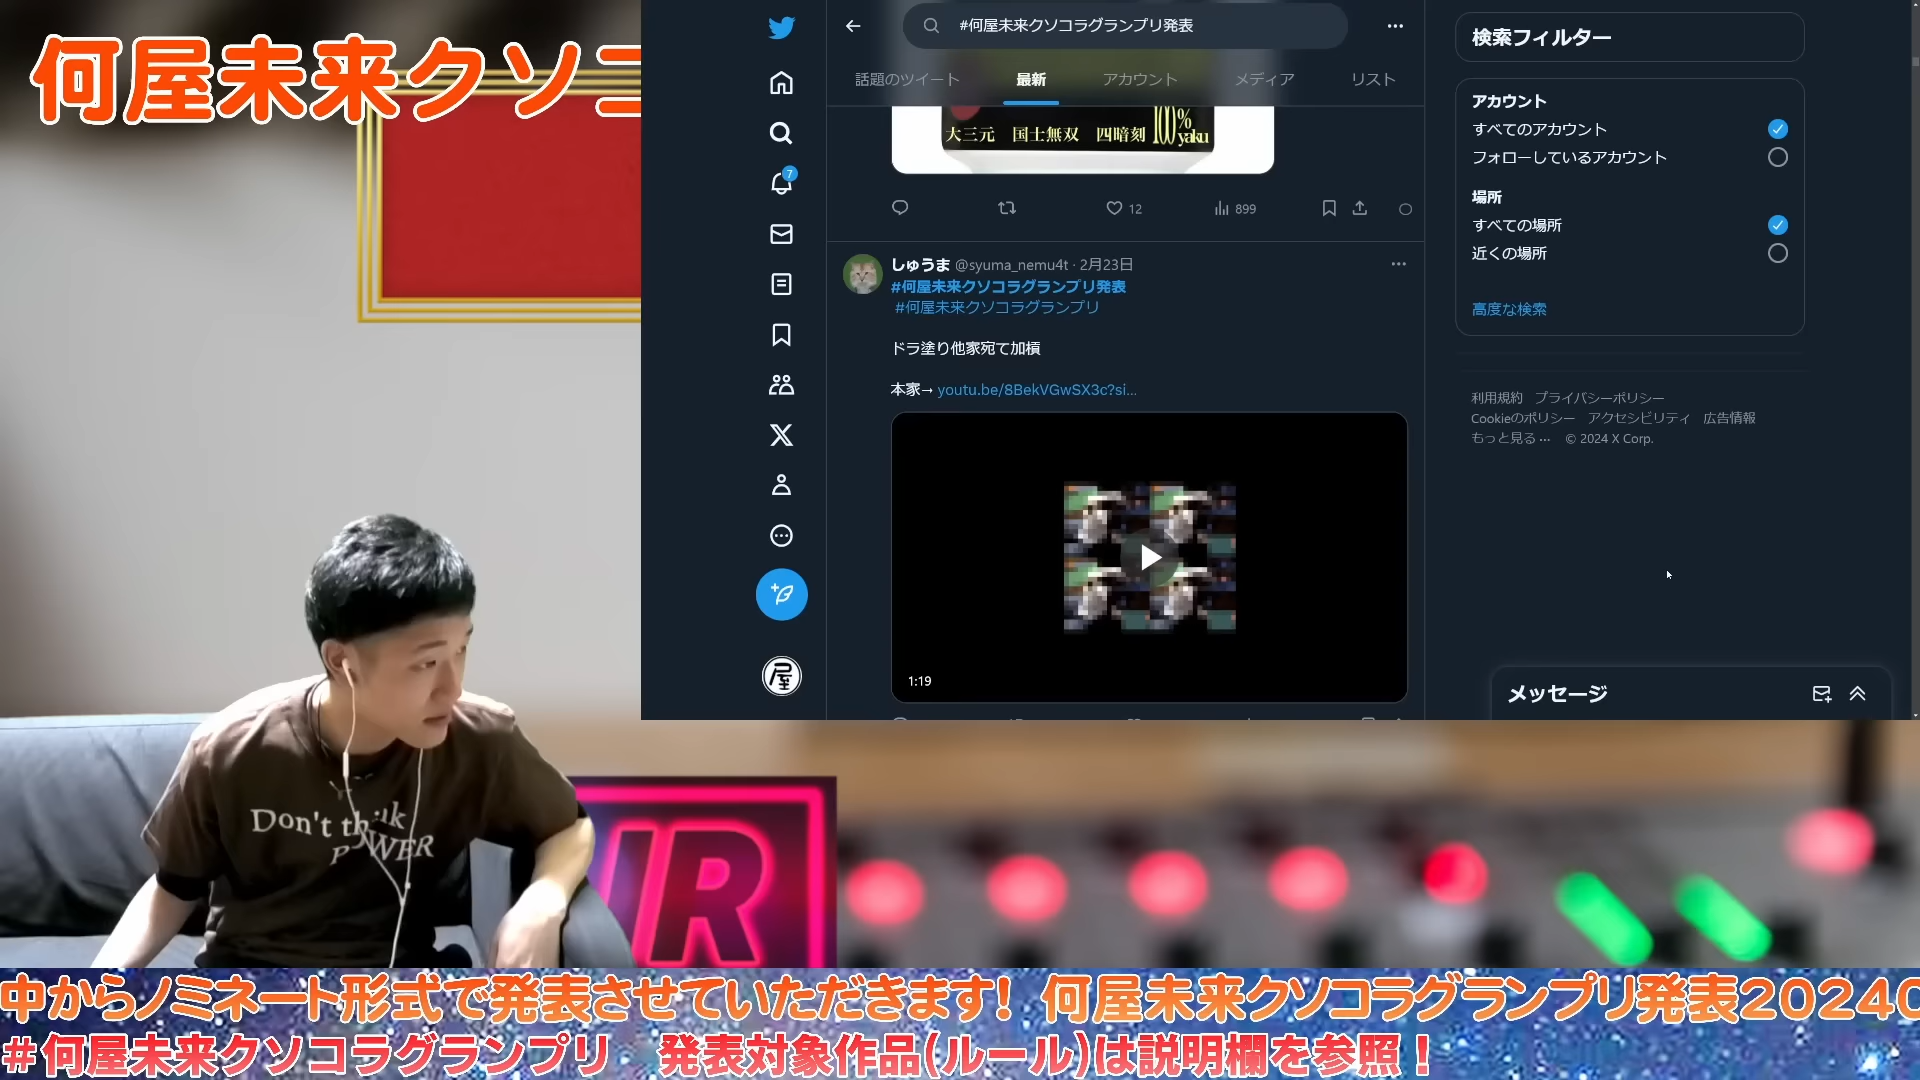 何屋未来クソコ
#何屋未来クソコラグランプリ発表
話題のツイート 最新 アカウント メディア リスト
大三元 国士無双 四暗刻 100% yaku
12 899
7
しゅうま @syuma_nemu4t · 2月23日
#何屋未来クソコラグランプリ発表
#何屋未来クソコラグランプリ
ドラ塗り他家宛て加槓
本家→ youtu.be/8BekVGwSX3c?si…
1:19
屋
検索フィルター
アカウント
すべてのアカウント
フォローしているアカウント
場所
すべての場所
近くの場所
高度な検索
利用規約 プライバシーポリシー
Cookieのポリシー アクセシビリティ 広告情報
もっと見る … © 2024 X Corp.
メッセージ
Don't think
POWER
IR
中からノミネート形式で発表させていただきます! 何屋未来クソコラグランプリ発表20240
#何屋未来クソコラグランプリ 発表対象作品(ルール)は説明欄を参照!